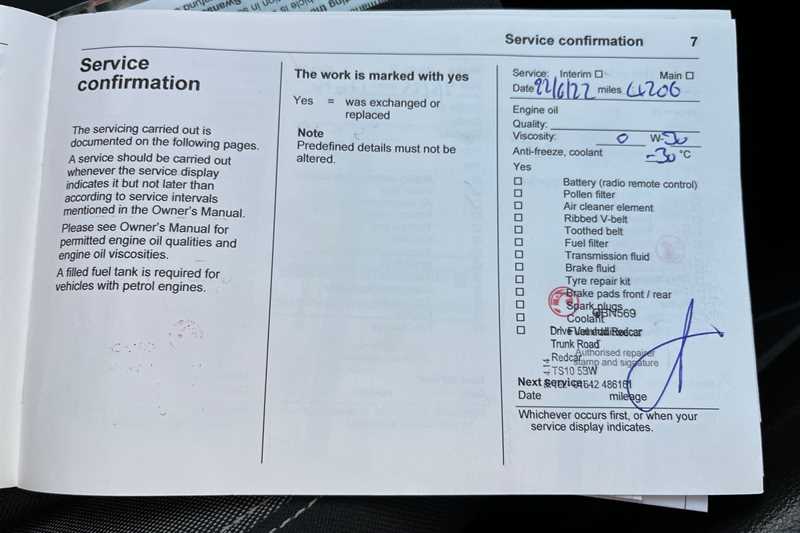 Service confirmation 7
Service
confirmation
The servicing carried out is
documented on the following pages.
A service should be carried out
whenever the service display
indicates it but not later than
according to service intervals
mentioned in the Owner's Manual.
Please see Owner's Manual for
permitted engine oil qualities and
engine oil viscosities.
A filled fuel tank is required for
vehicles with petrol engines.
The work is marked with yes
Yes = was exchanged or
replaced
Note
Predefined details must not be
altered.
Service: Interim ☐ Main ☐
Date 22/6/22 miles 4206
Engine oil
Quality:
Viscosity: 0 W-30
Anti-freeze, coolant -30 °C
Yes
☐ Battery (radio remote control)
☐ Pollen filter
☐ Air cleaner element
☐ Ribbed V-belt
☐ Toothed belt
☐ Fuel filter
☐ Transmission fluid
☐ Brake fluid
☐ Tyre repair kit
☐ Brake pads front / rear
☐ Spark plugs
☐ Coolant
☐
Drive Vauxhall Redcar
Trunk Road
Redcar
TS10 5BW
Authorised repairer
stamp and signature
Next service:
Date mileage
Whichever occurs first, or when your
service display indicates.